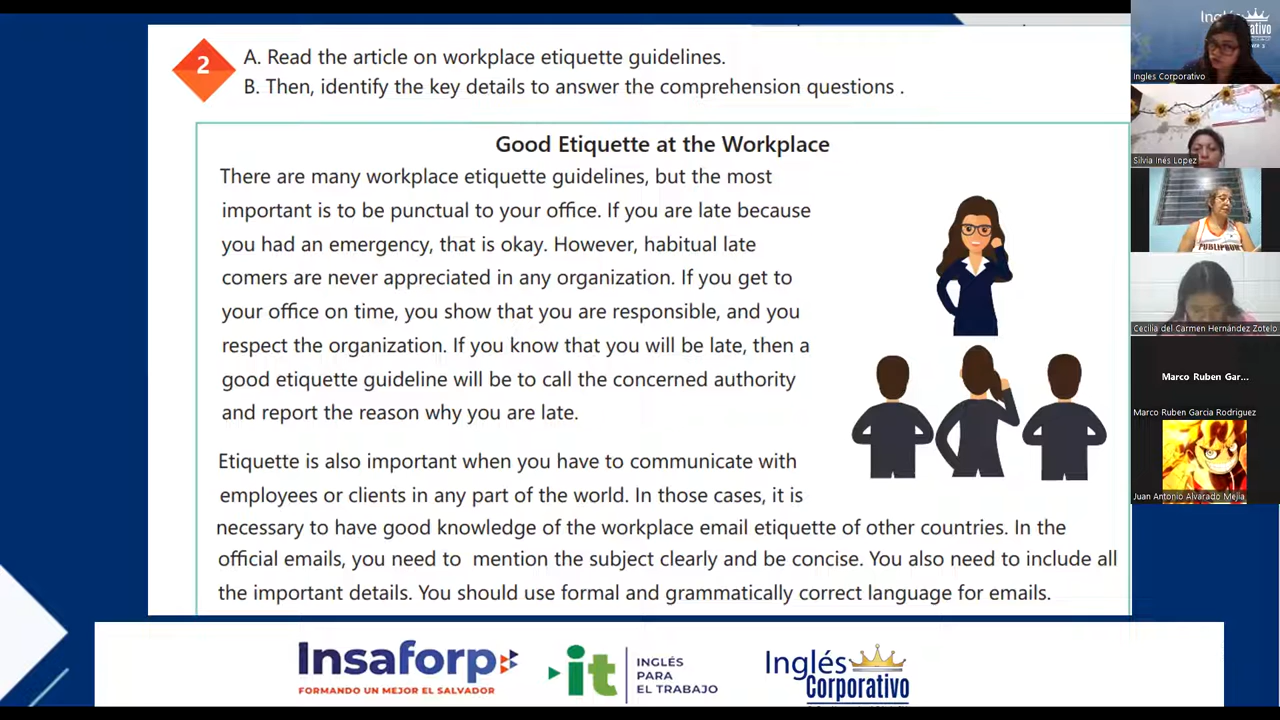 2
A. Read the article on workplace etiquette guidelines.
B. Then, identify the key details to answer the comprehension questions .
Good Etiquette at the Workplace
There are many workplace etiquette guidelines, but the most
important is to be punctual to your office. If you are late because
you had an emergency, that is okay. However, habitual late
comers are never appreciated in any organization. If you get to
your office on time, you show that you are responsible, and you
respect the organization. If you know that you will be late, then a
good etiquette guideline will be to call the concerned authority
and report the reason why you are late.
Etiquette is also important when you have to communicate with
employees or clients in any part of the world. In those cases, it is
necessary to have good knowledge of the workplace email etiquette of other countries. In the
official emails, you need to mention the subject clearly and be concise. You also need to include all
the important details. You should use formal and grammatically correct language for emails.
Insaforp
FORMANDO UN MEJOR EL SALVADOR
it
INGLÉS
PARA
EL TRABAJO
Inglés
Corporativo
Ingles Corporativo
Silvia Inés Lopez
Cecilia del Carmen Hernández Zotelo
Marco Ruben Gar...
Marco Ruben Garcia Rodriguez
Juan Antonio Alvarado Mejia